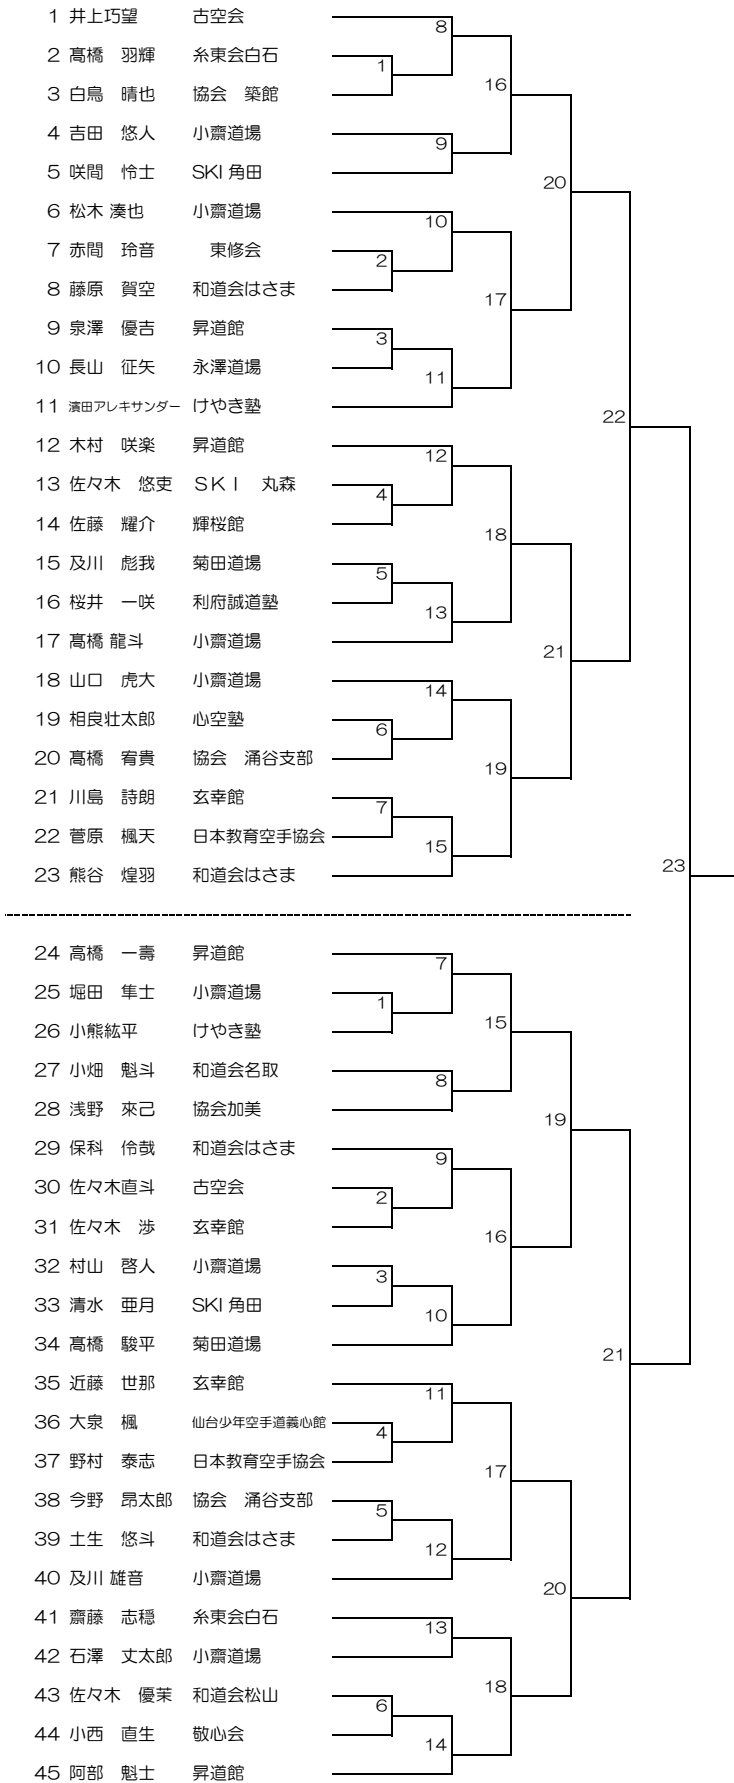 1 井上巧望 古空会
8
2 髙橋 羽輝 糸東会白石
1
3 白鳥 晴也 協会 築館
16
4 吉田 悠人 小齋道場
9
5 咲間 怜士 SKI 角田
20
6 松木 湊也 小齋道場
10
7 赤間 玲音 東修会
2
8 藤原 賀空 和道会はさま
17
9 泉澤 優吉 昇道館
3
10 長山 征矢 永澤道場
11
11 濱田アレキサンダー けやき塾
22
12 木村 咲楽 昇道館
12
13 佐々木 悠吏 ＳＫＩ 丸森
4
14 佐藤 耀介 輝桜館
18
15 及川 彪我 菊田道場
5
16 桜井 一咲 利府誠道塾
13
17 髙橋 龍斗 小齋道場
21
18 山口 虎大 小齋道場
14
19 相良壮太郎 心空塾
6
20 髙橋 宥貴 協会 涌谷支部
19
21 川島 詩朗 玄幸館
7
22 菅原 楓天 日本教育空手協会
15
23 熊谷 煌羽 和道会はさま
23
24 高橋 一壽 昇道館
7
25 堀田 隼士 小齋道場
1
26 小熊紘平 けやき塾
15
27 小畑 魁斗 和道会名取
8
28 浅野 來己 協会加美
19
29 保科 伶哉 和道会はさま
9
30 佐々木直斗 古空会
2
31 佐々木 渉 玄幸館
16
32 村山 啓人 小齋道場
3
33 清水 亜月 SKI 角田
10
34 髙橋 駿平 菊田道場
21
35 近藤 世那 玄幸館
11
36 大泉 楓 仙台少年空手道義心館
4
37 野村 泰志 日本教育空手協会
17
38 今野 昂太郎 協会 涌谷支部
5
39 土生 悠斗 和道会はさま
12
40 及川 雄音 小齋道場
20
41 齋藤 志穏 糸東会白石
13
42 石澤 丈太郎 小齋道場
18
43 佐々木 優茉 和道会松山
6
44 小西 直生 敬心会
14
45 阿部 魁士 昇道館